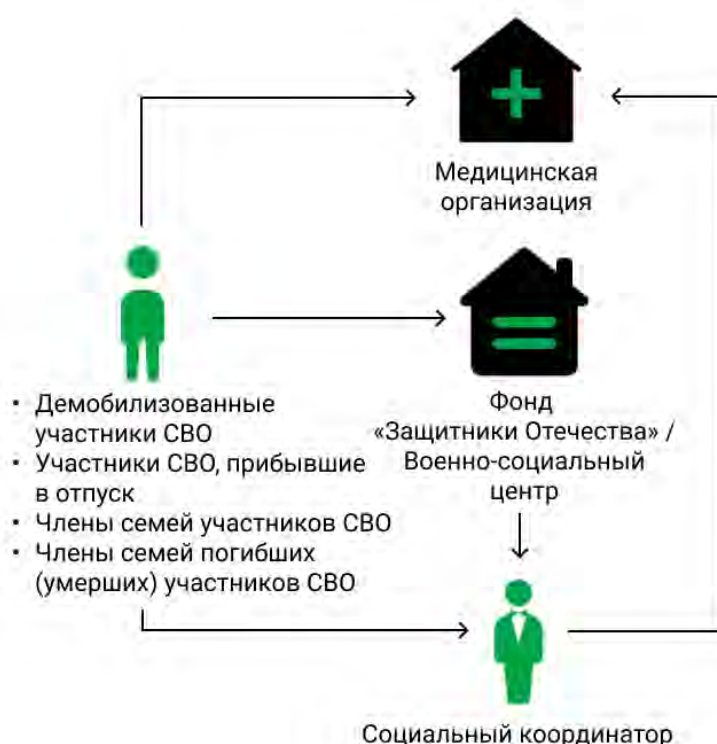 Медицинская
организация
• Демобилизованные
участники СВО
• Участники СВО, прибывшие
в отпуск
• Члены семей участников СВО
• Члены семей погибших
(умерших) участников СВО
Фонд
«Защитники Отечества» /
Военно-социальный
центр
Социальный координатор